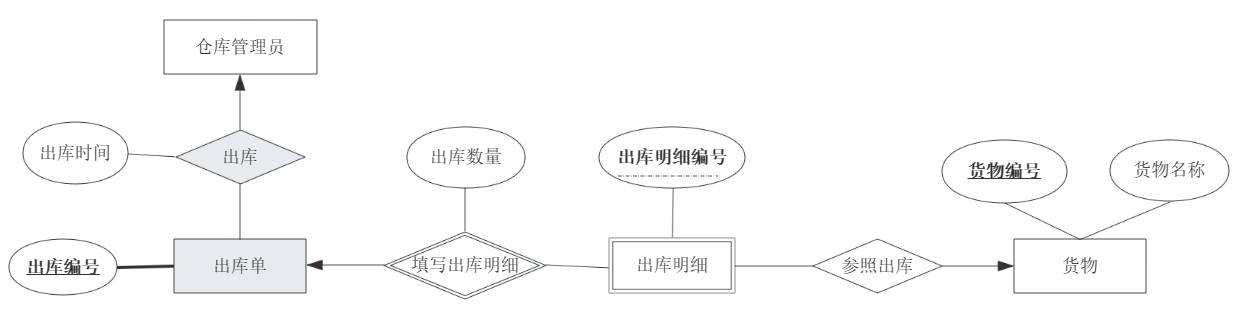 仓库管理员
出库时间
出库
出库数量
出库明细编号
货物编号
货物名称
出库编号
出库单
填写出库明细
出库明细
参照出库
货物